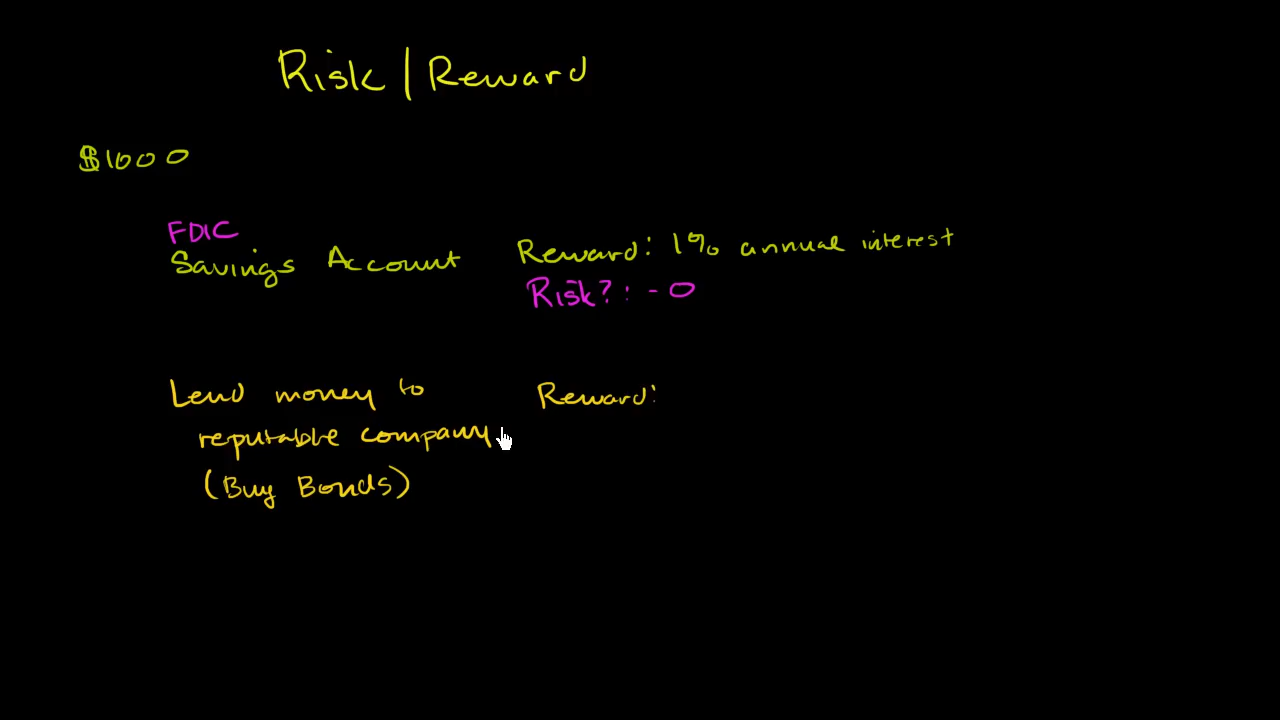 Risk | Reward
$1000
FDIC
Savings Account Reward: 1% annual interest
Risk?: - 0
Lend money to Reward:
reputable company
(Buy Bonds)